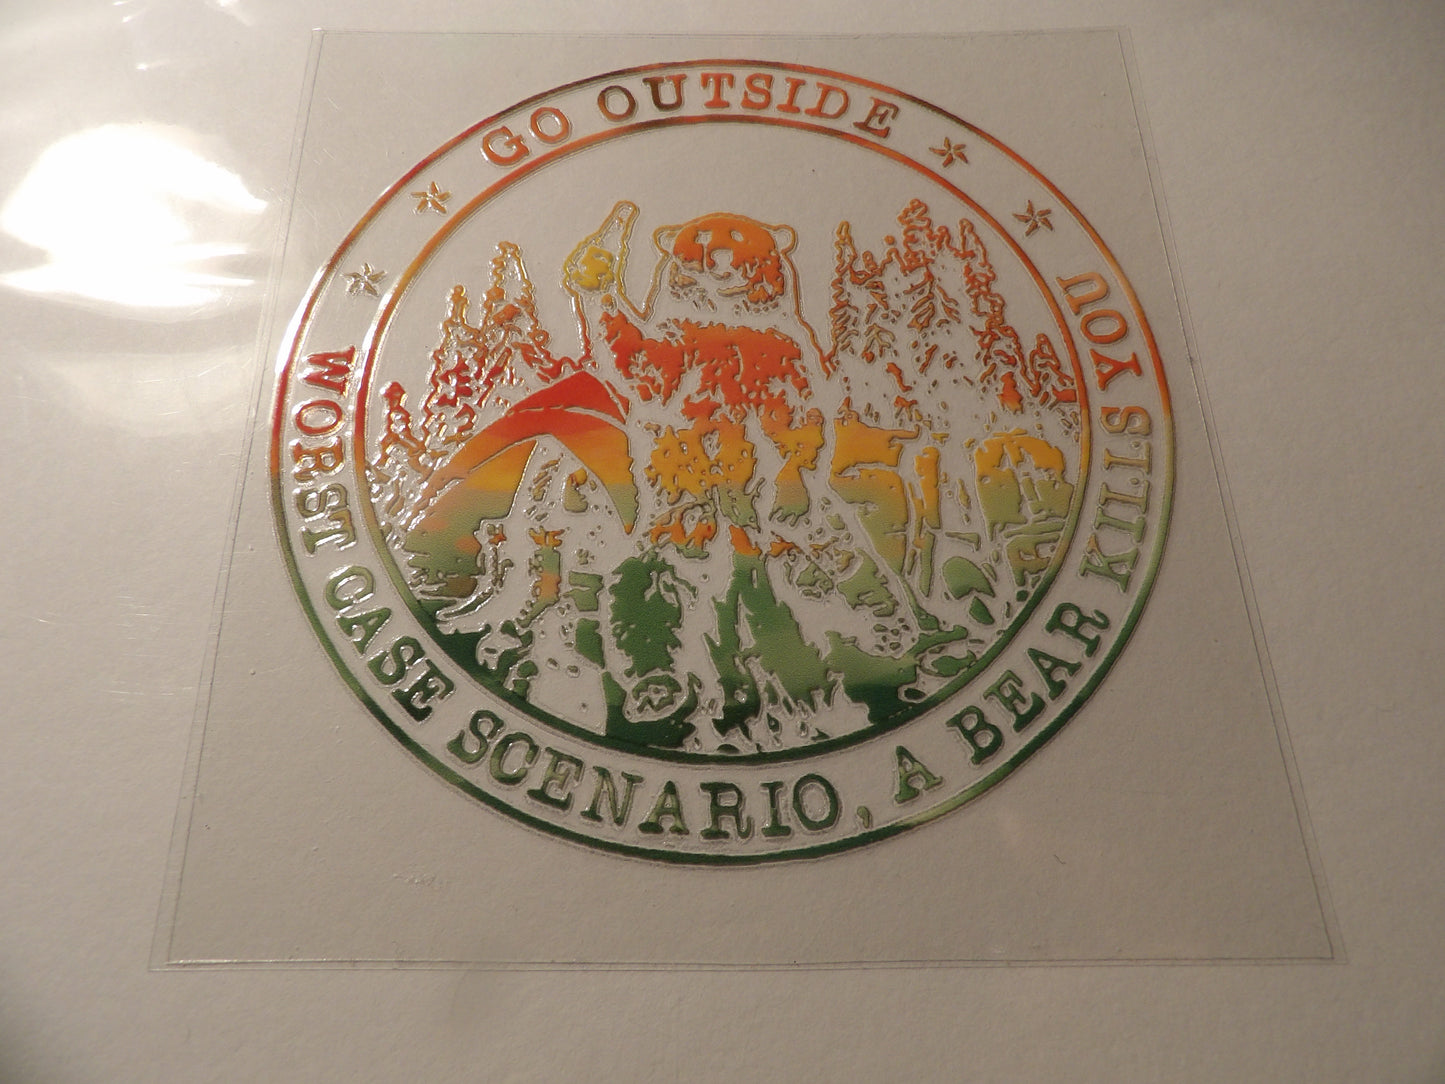 GO OUTSIDE
WORST CASE SCENARIO, A BEAR KILLS YOU